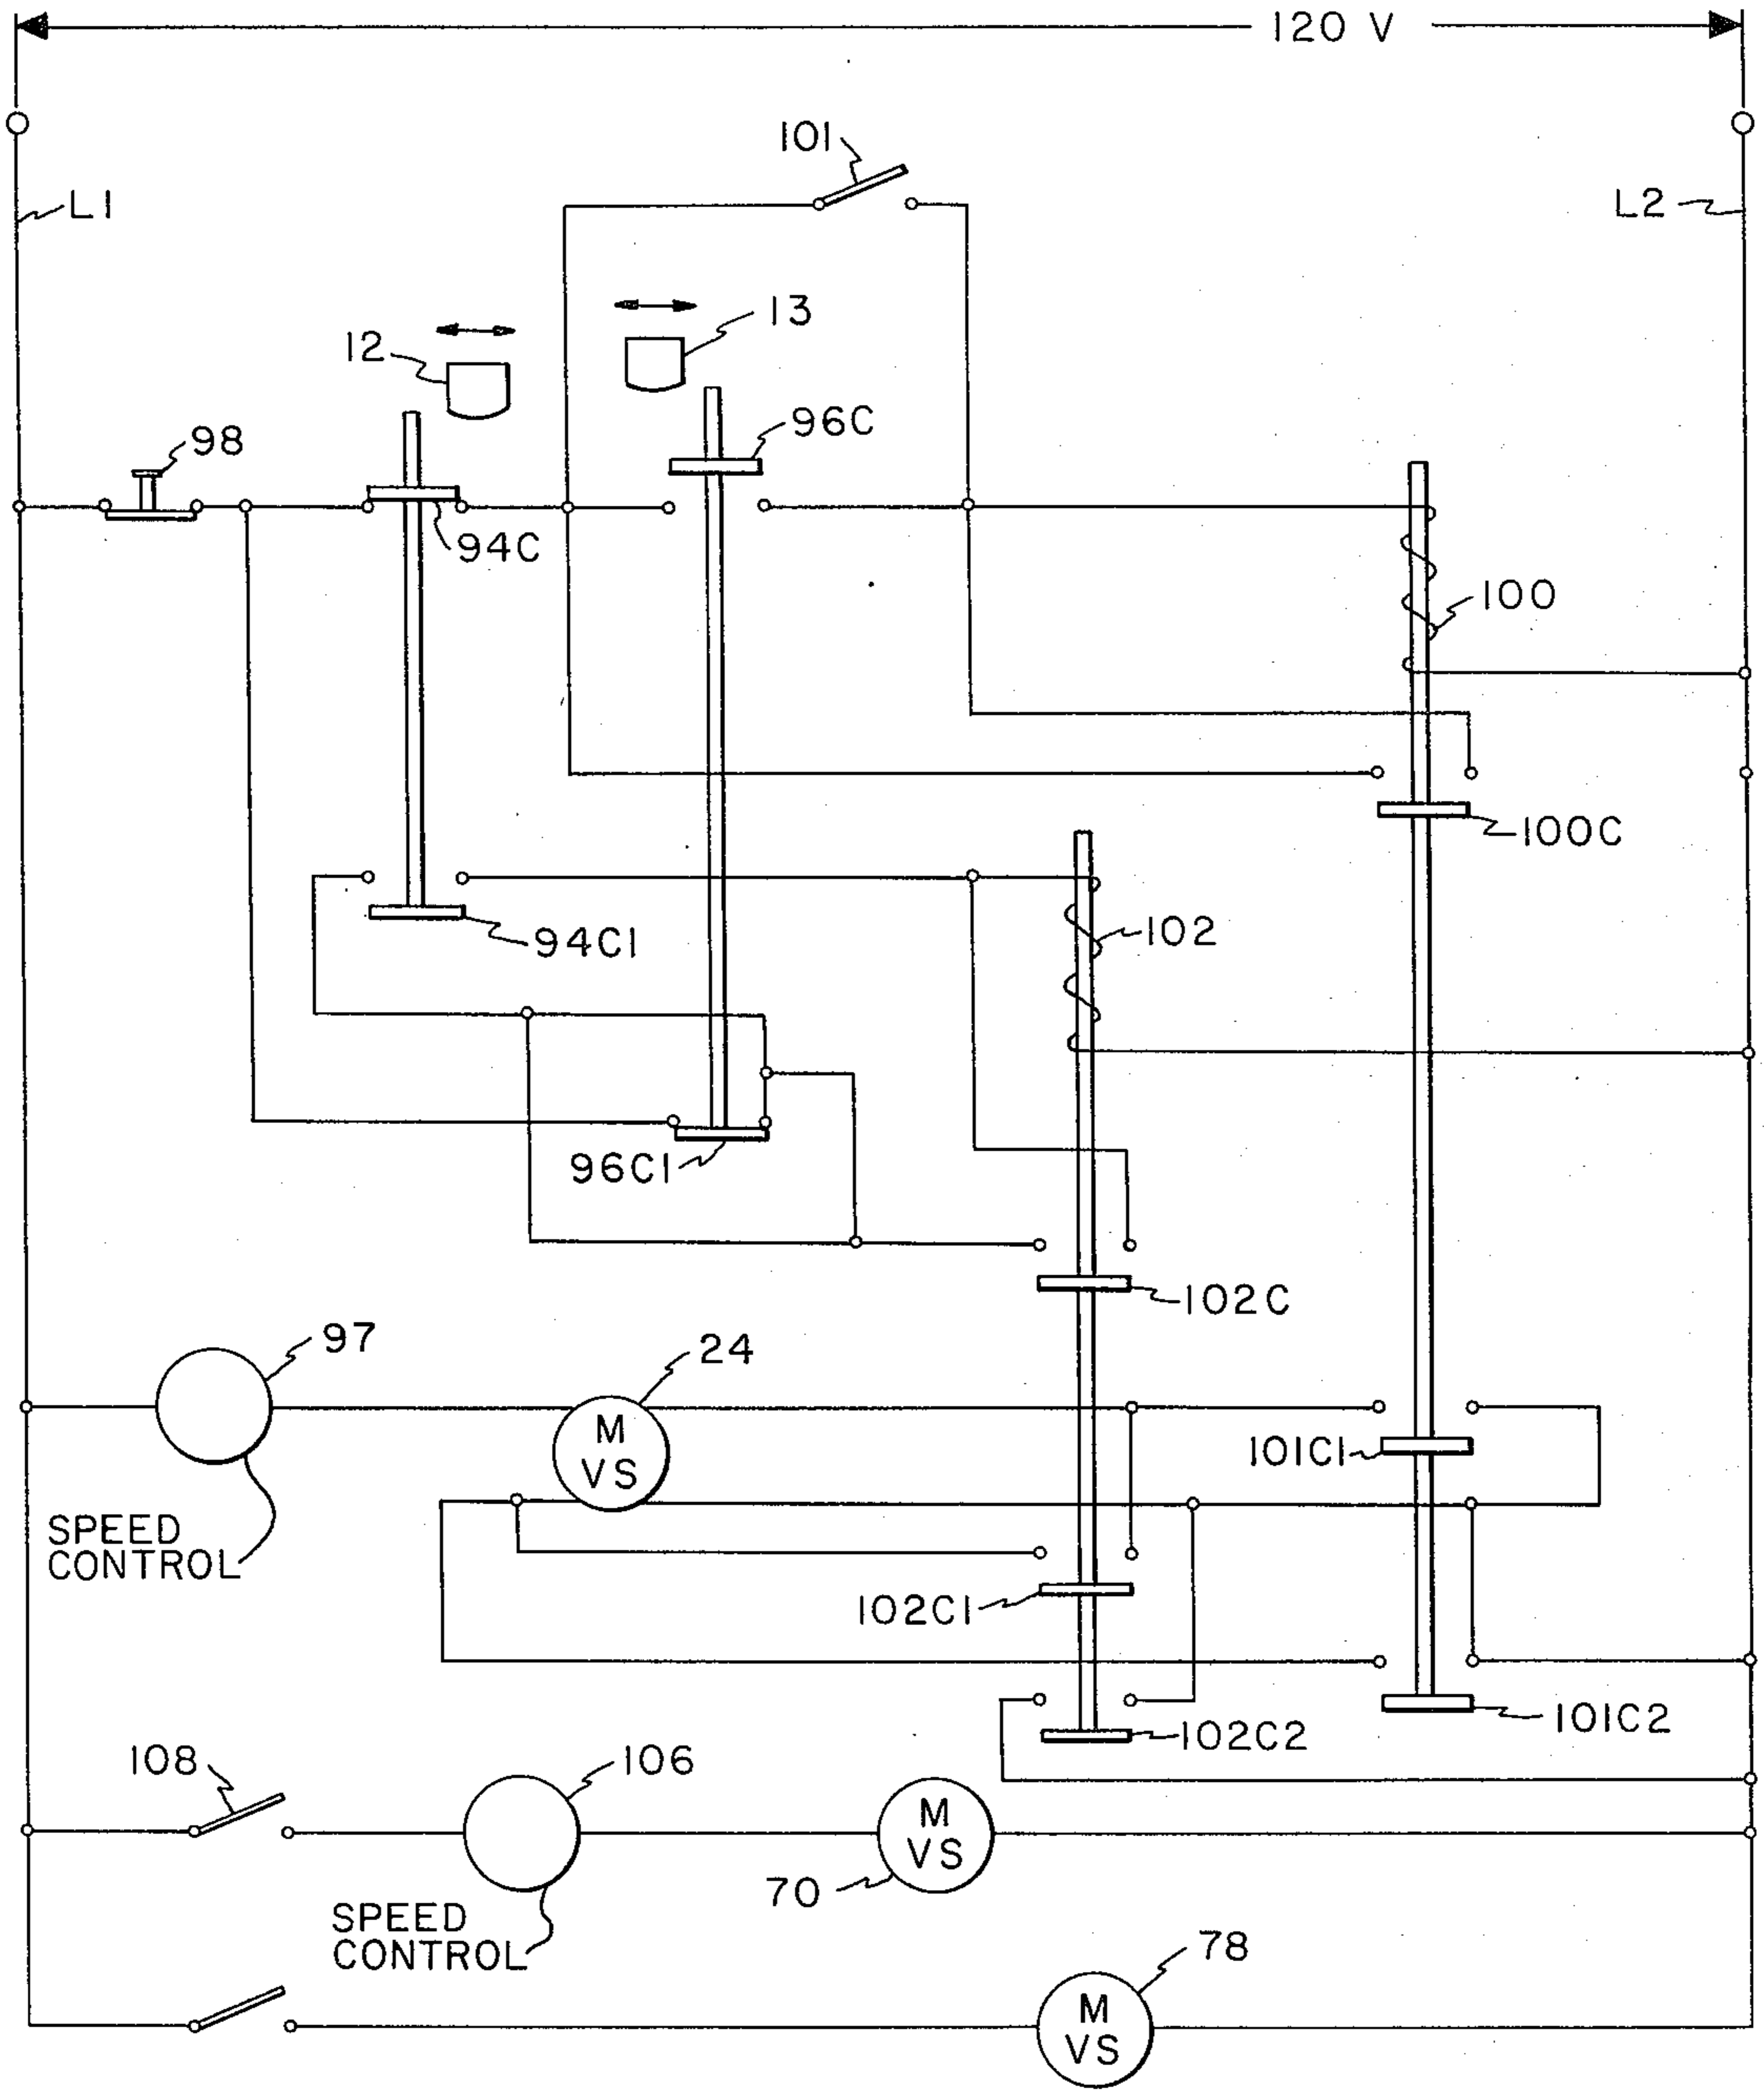 120 V
101
L1
L2
13
12
96C
98
94C
100
100C
102
94C1
96C1
102C
97
24
M
VS
101C1
SPEED
CONTROL
102C1
101C2
102C2
108
106
M
VS
70
SPEED
CONTROL
78
M
VS